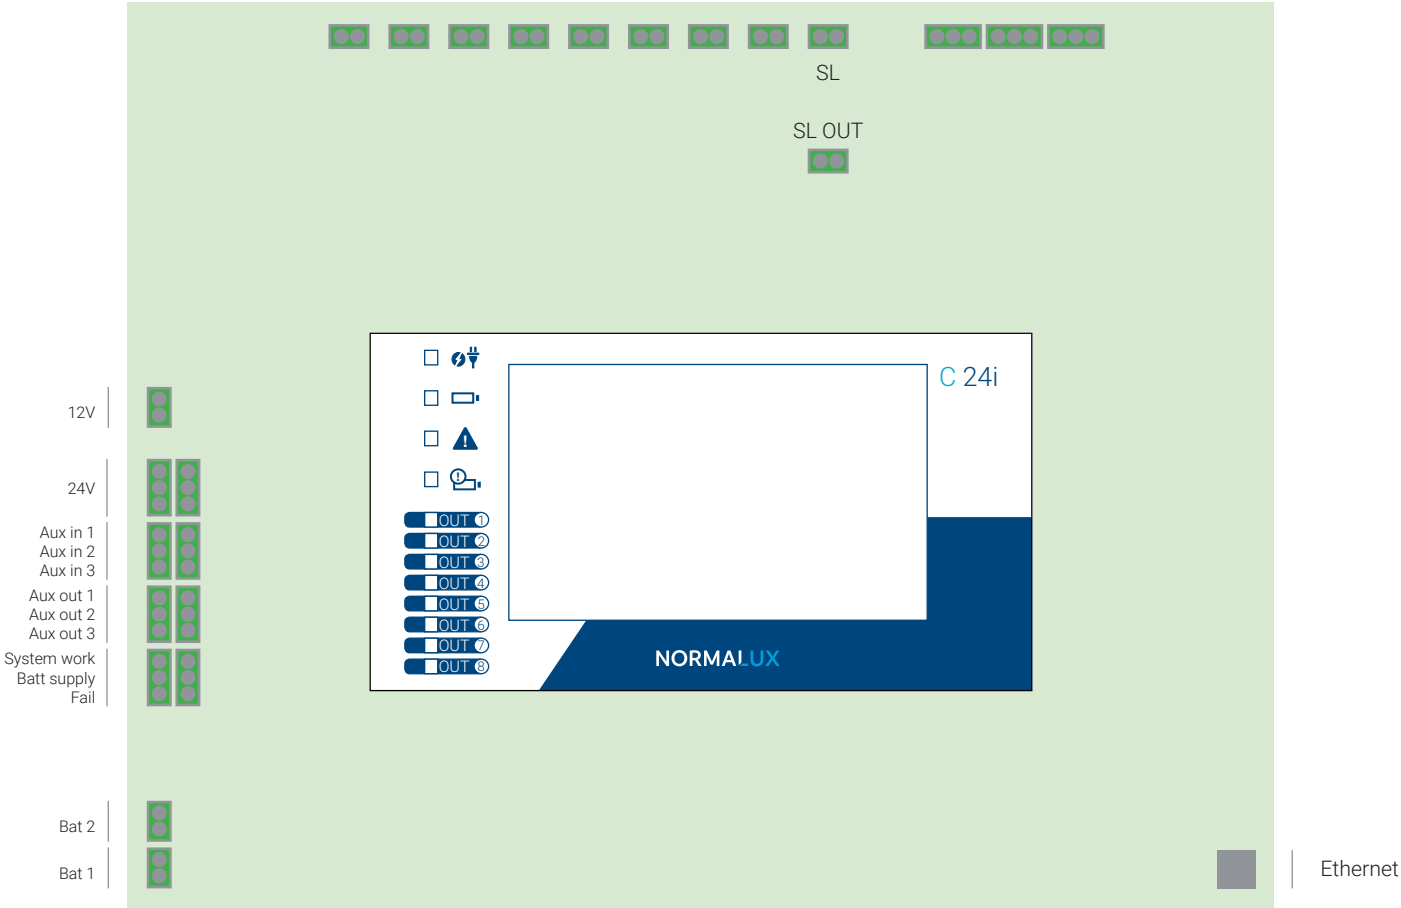 SL
SL OUT
C 24i
12V
24V
Aux in 1
Aux in 2
Aux in 3
Aux out 1
Aux out 2
Aux out 3
System work
Batt supply
Fail
Bat 2
Bat 1
OUT 1
OUT 2
OUT 3
OUT 4
OUT 5
OUT 6
OUT 7
OUT 8
NORMALUX
Ethernet